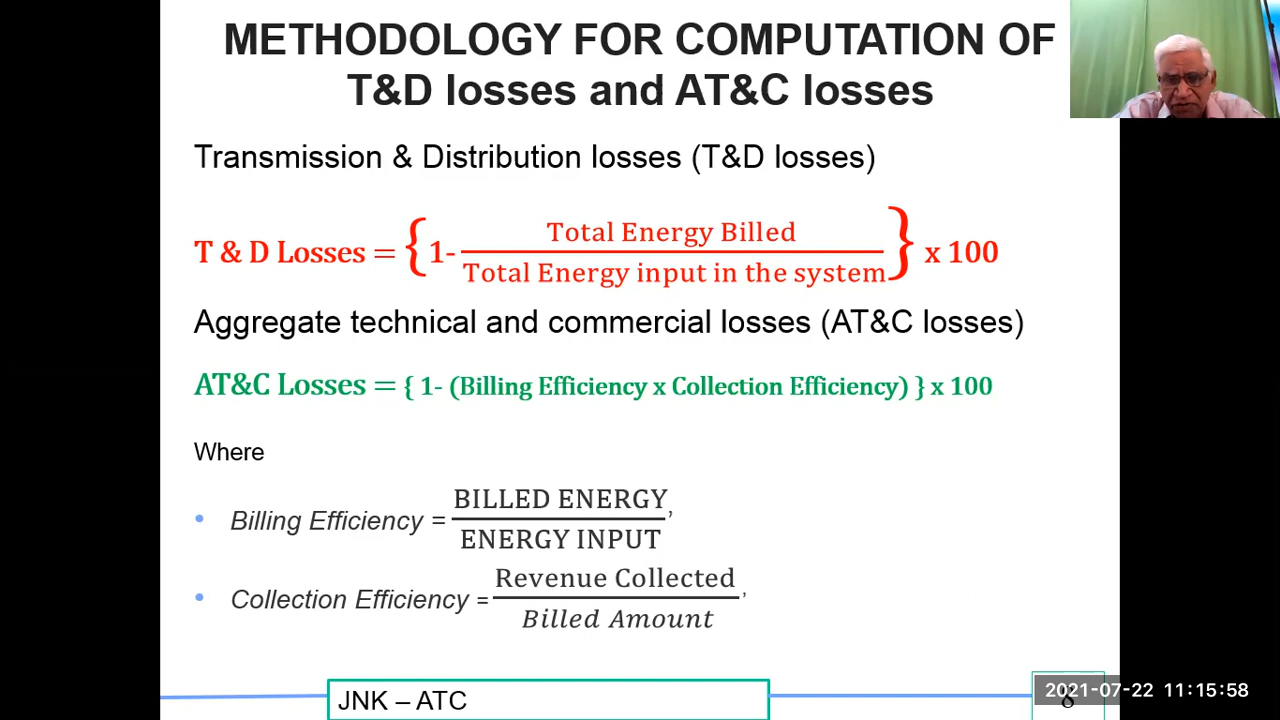 METHODOLOGY FOR COMPUTATION OF
T&D losses and AT&C losses
Transmission & Distribution losses (T&D losses)
T & D Losses = {1- Total Energy Billed / Total Energy input in the system} x 100
Aggregate technical and commercial losses (AT&C losses)
AT&C Losses = { 1- (Billing Efficiency x Collection Efficiency) } x 100
Where
• Billing Efficiency = BILLED ENERGY / ENERGY INPUT,
• Collection Efficiency = Revenue Collected / Billed Amount,
JNK – ATC
8
2021-07-22 11:15:58